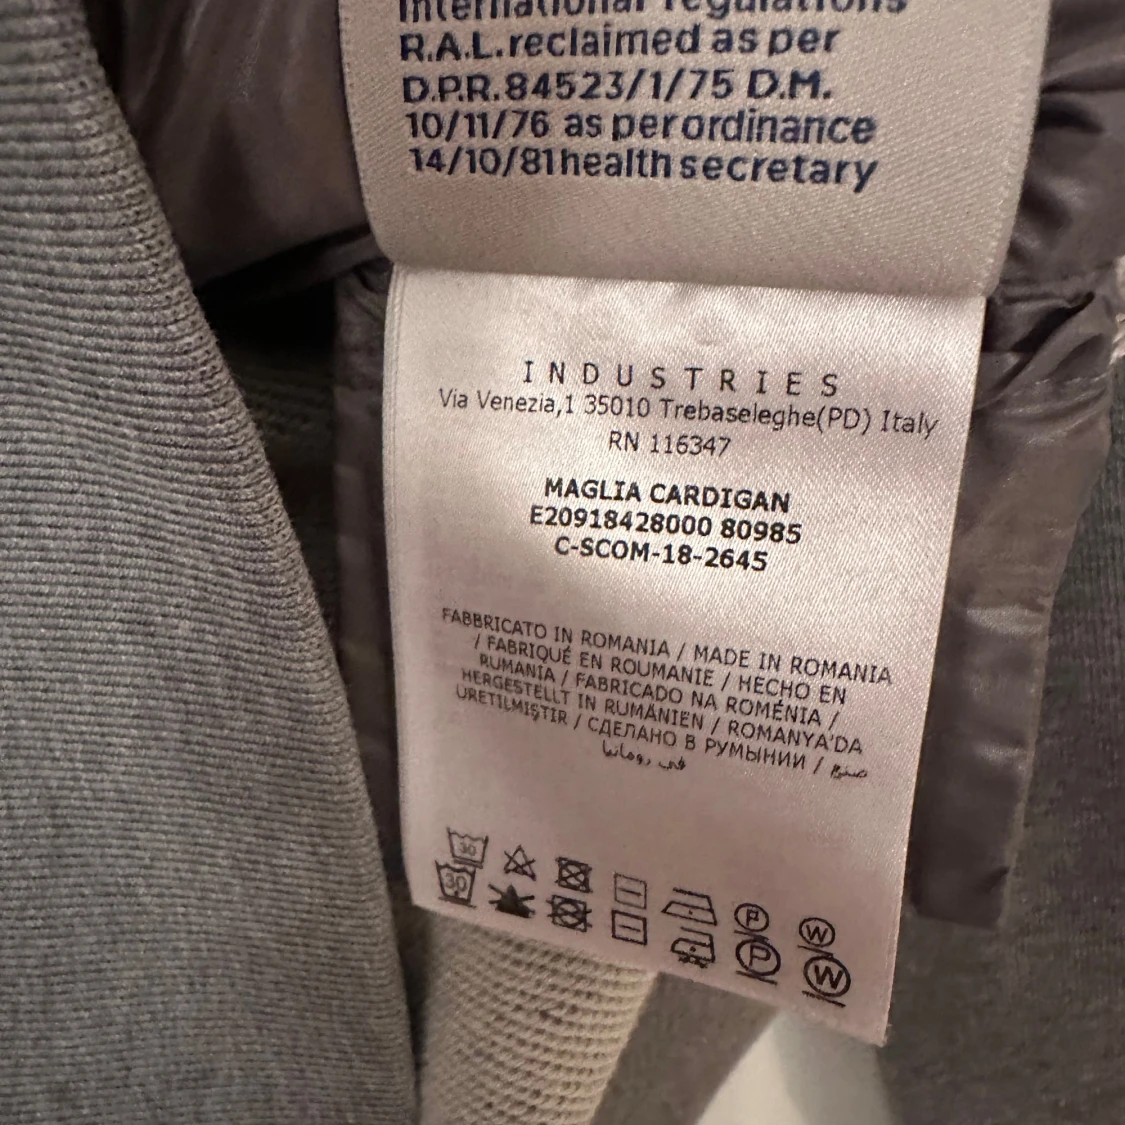 International regulations
R.A.L. reclaimed as per
D.P.R. 84523/1/75 D.M.
10/11/76 as per ordinance
14/10/81 health secretary
INDUSTRIES
Via Venezia,1 35010 Trebaseleghe(PD) Italy
RN 116347
MAGLIA CARDIGAN
E20918428000 80985
C-SCOM-18-2645
FABBRICATO IN ROMANIA / MADE IN ROMANIA
/ FABRIQUÉ EN ROUMANIE / HECHO EN
RUMANÍA / FABRICADO NA ROMÉNIA /
HERGESTELLT IN RUMÄNIEN / ROMANYA'DA
ÜRETILMIŞTIR / СДЕЛАНО В РУМЫНИИ / صنع
في رومانيا
30 P W
30 P W